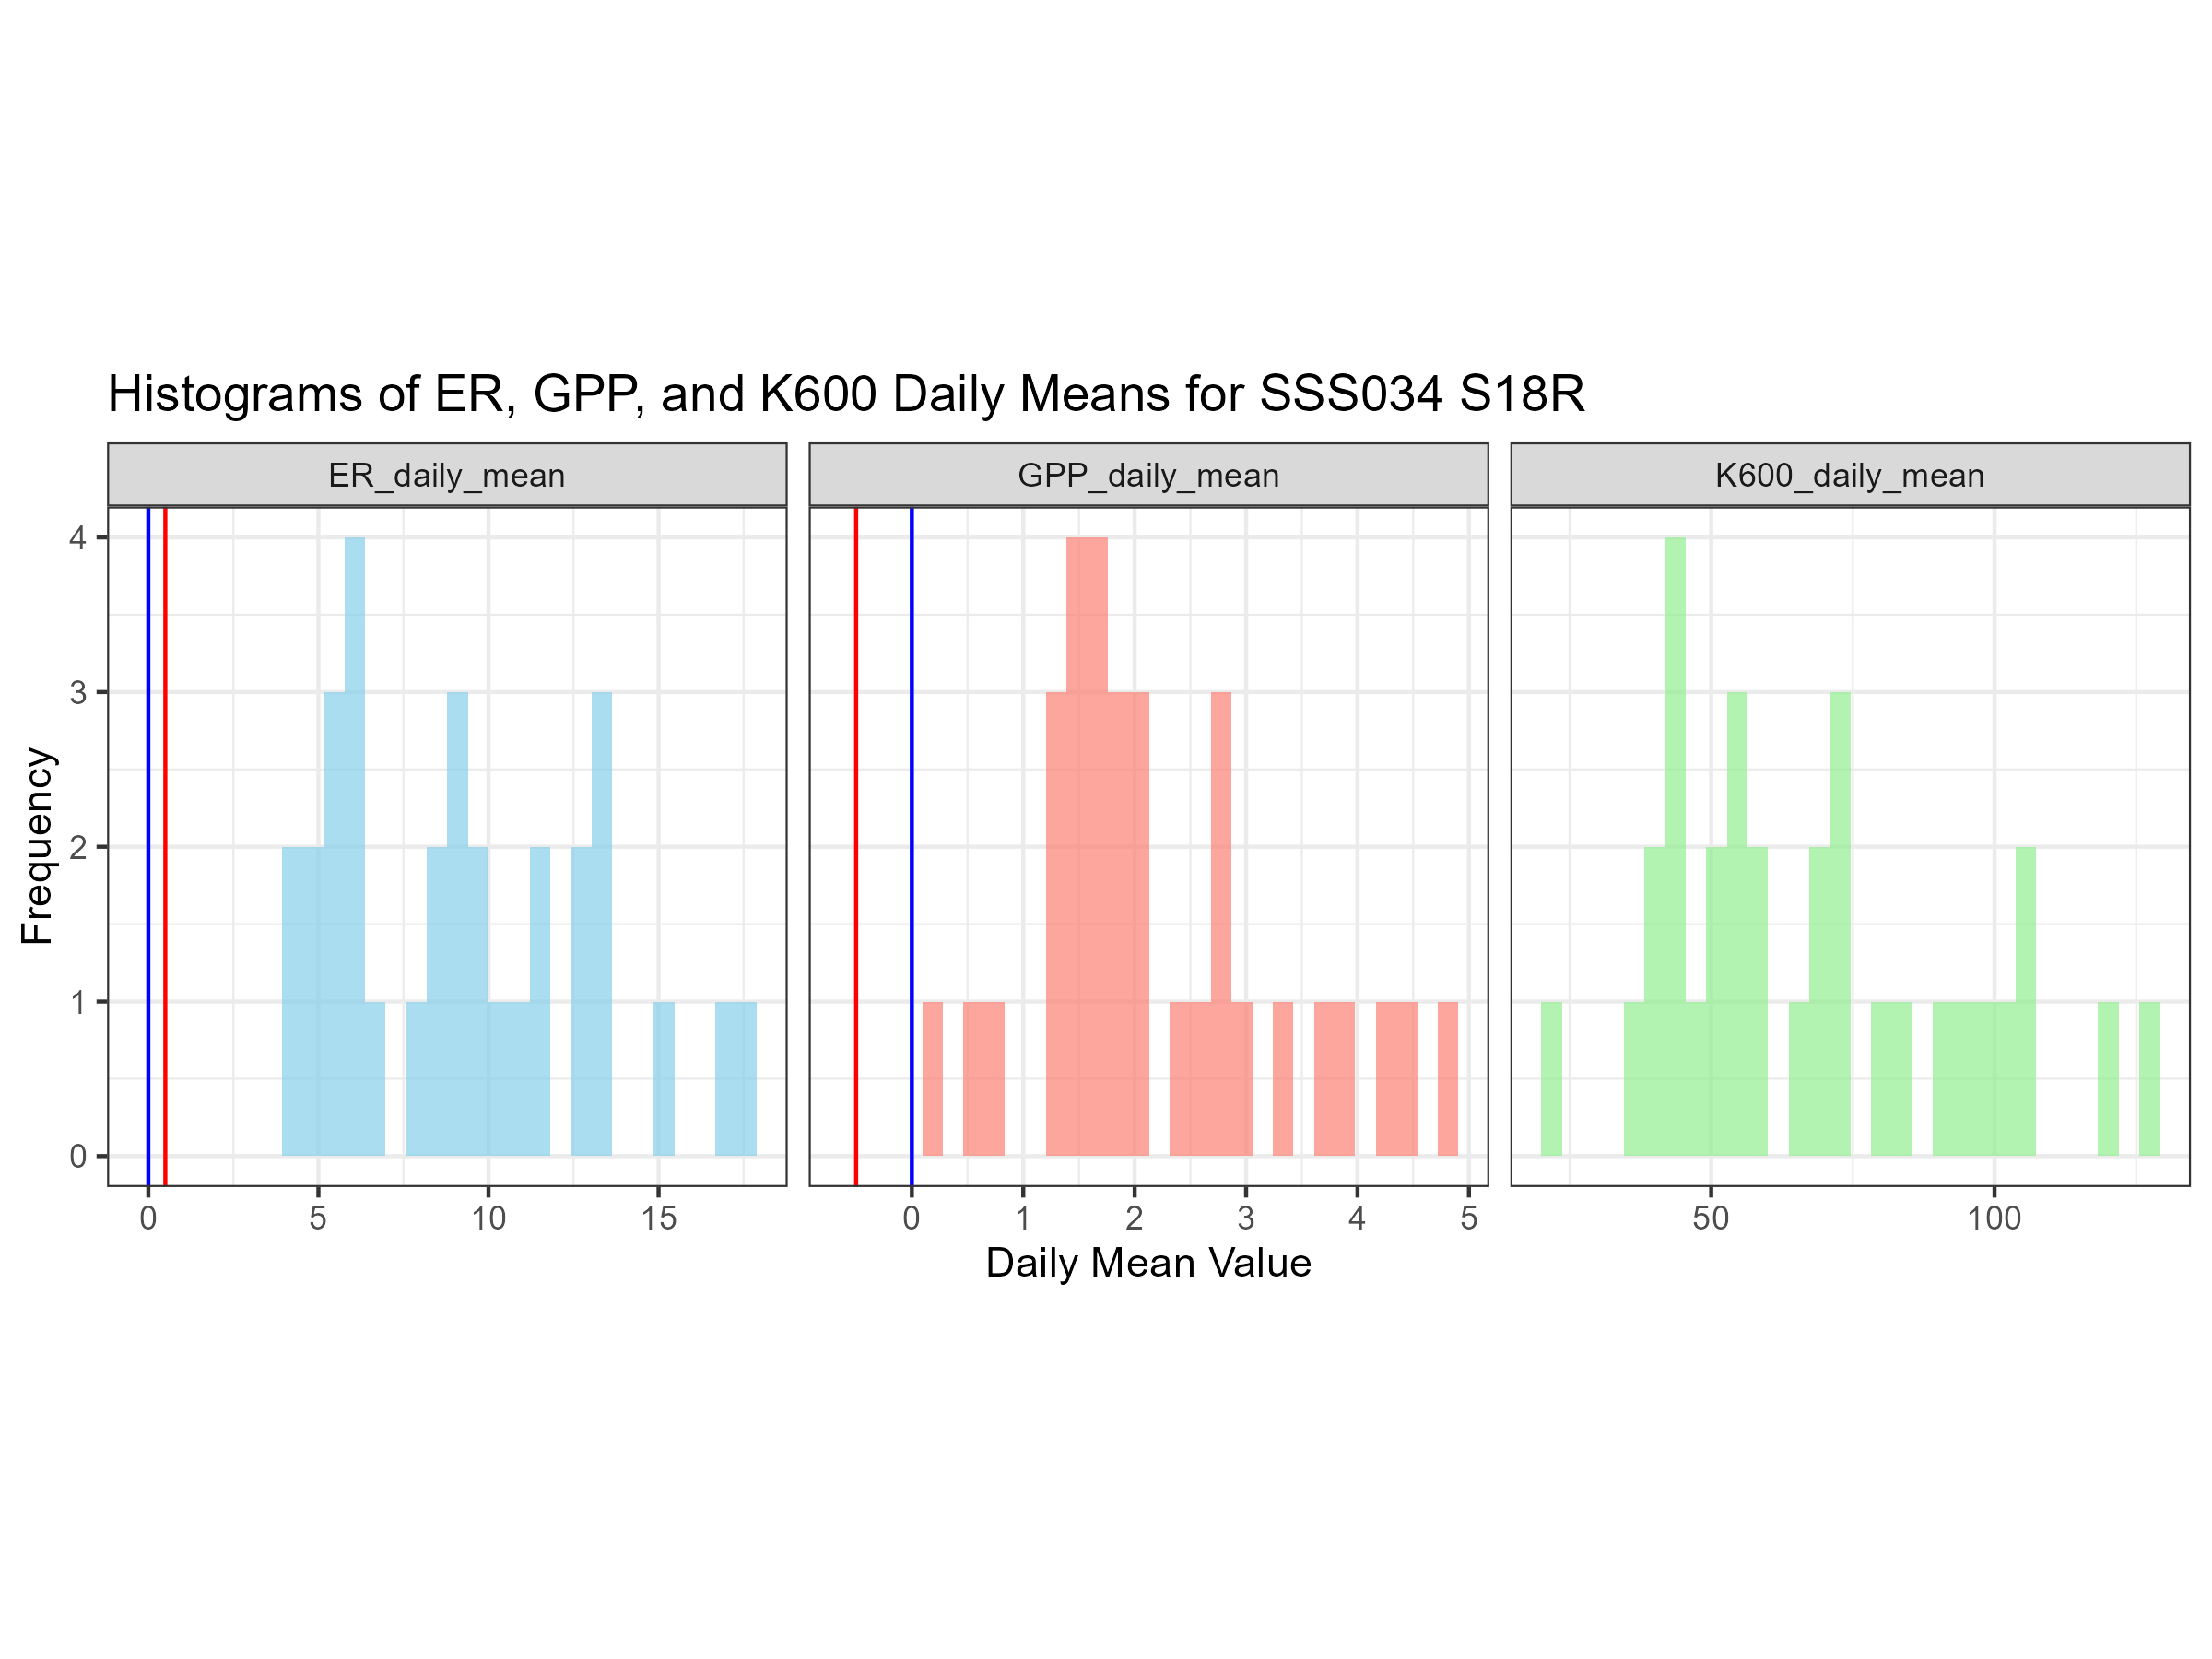 Histograms of ER, GPP, and K600 Daily Means for SSS034 S18R
ER_daily_mean GPP_daily_mean K600_daily_mean
4
3
2
1
0
Frequency
0 5 10 15 0 1 2 3 4 5 50 100
Daily Mean Value